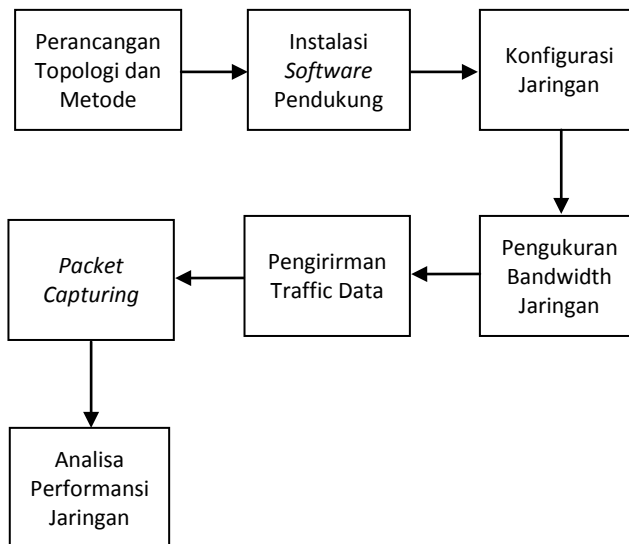 Perancangan
Topologi dan
Metode
Instalasi
Software
Pendukung
Konfigurasi
Jaringan
Pengukuran
Bandwidth
Jaringan
Pengirirman
Traffic Data
Packet
Capturing
Analisa
Performansi
Jaringan